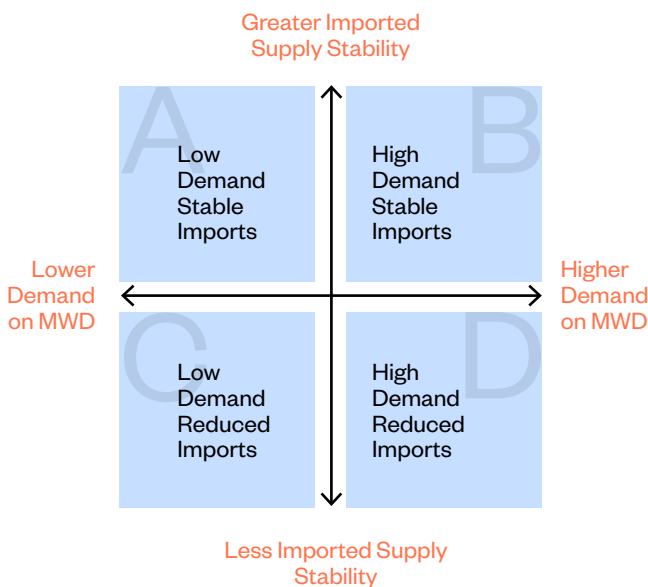 Greater Imported
Supply Stability
A
Low
Demand
Stable
Imports
B
High
Demand
Stable
Imports
Lower
Demand
on MWD
Higher
Demand
on MWD
C
Low
Demand
Reduced
Imports
D
High
Demand
Reduced
Imports
Less Imported Supply
Stability